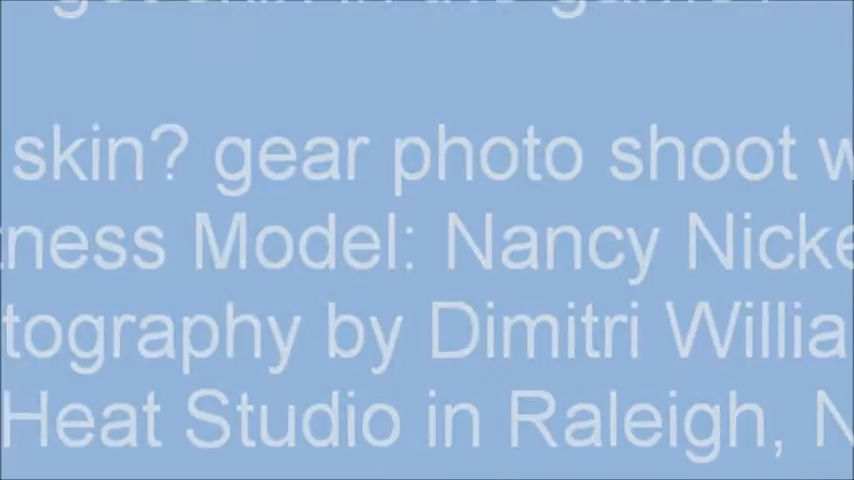 skin? gear photo shoot w
ness Model: Nancy Nicke
tography by Dimitri Willia
Heat Studio in Raleigh, N